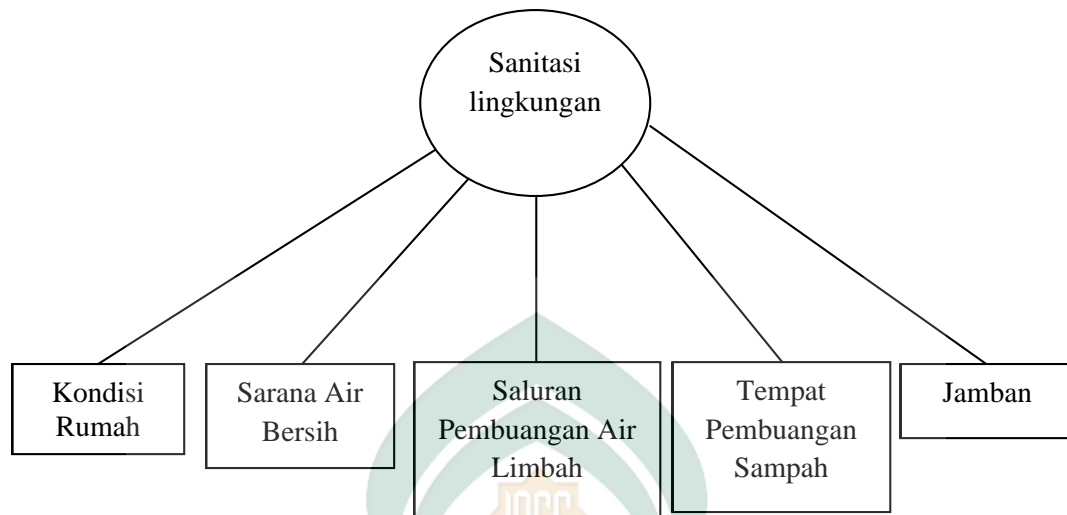 Sanitasi
lingkungan
Kondisi
Rumah
Sarana Air
Bersih
Saluran
Pembuangan Air
Limbah
Tempat
Pembuangan
Sampah
Jamban